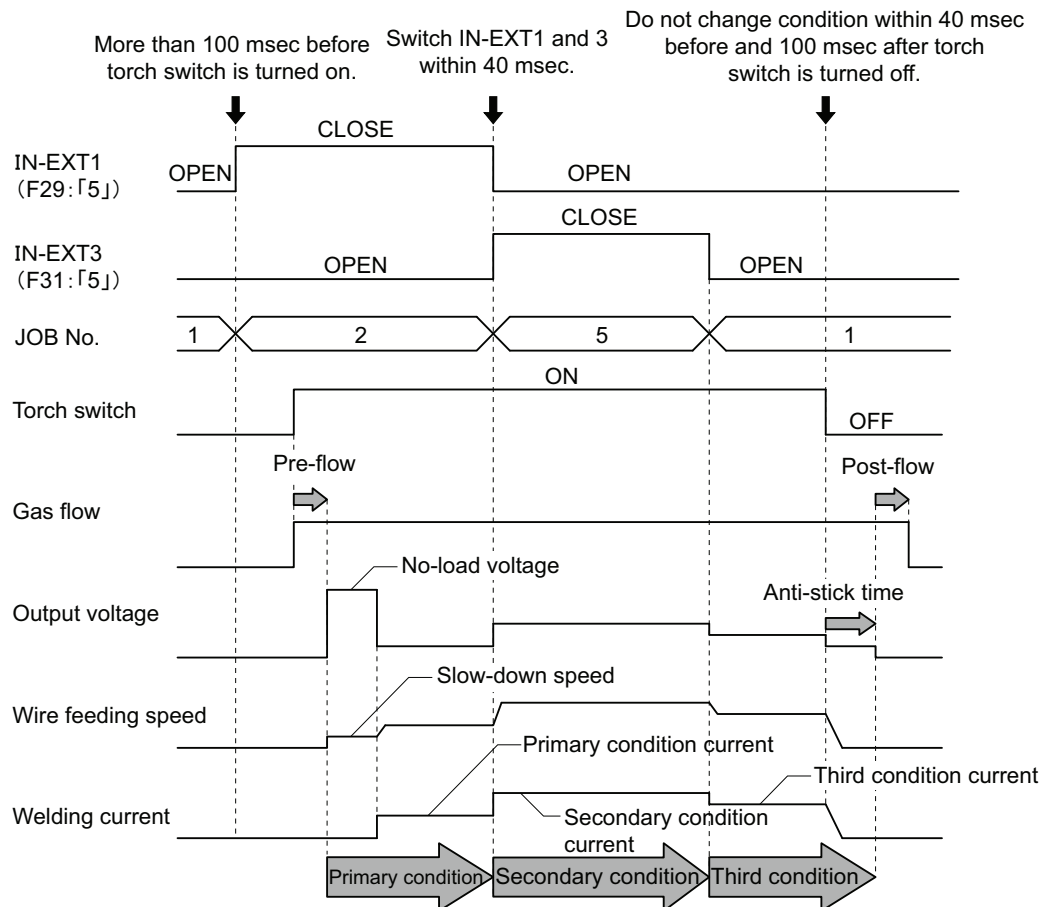 More than 100 msec before
torch switch is turned on.
Switch IN-EXT1 and 3
within 40 msec.
Do not change condition within 40 msec
before and 100 msec after torch
switch is turned off.
IN-EXT1
（F29：｢5｣）
OPEN
CLOSE
OPEN
IN-EXT3
（F31：｢5｣）
OPEN
CLOSE
OPEN
JOB No.
1
2
5
1
Torch switch
ON
OFF
Pre-flow
Post-flow
Gas flow
No-load voltage
Anti-stick time
Output voltage
Slow-down speed
Wire feeding speed
Primary condition current
Third condition current
Welding current
Secondary condition
current
Primary condition
Secondary condition
Third condition